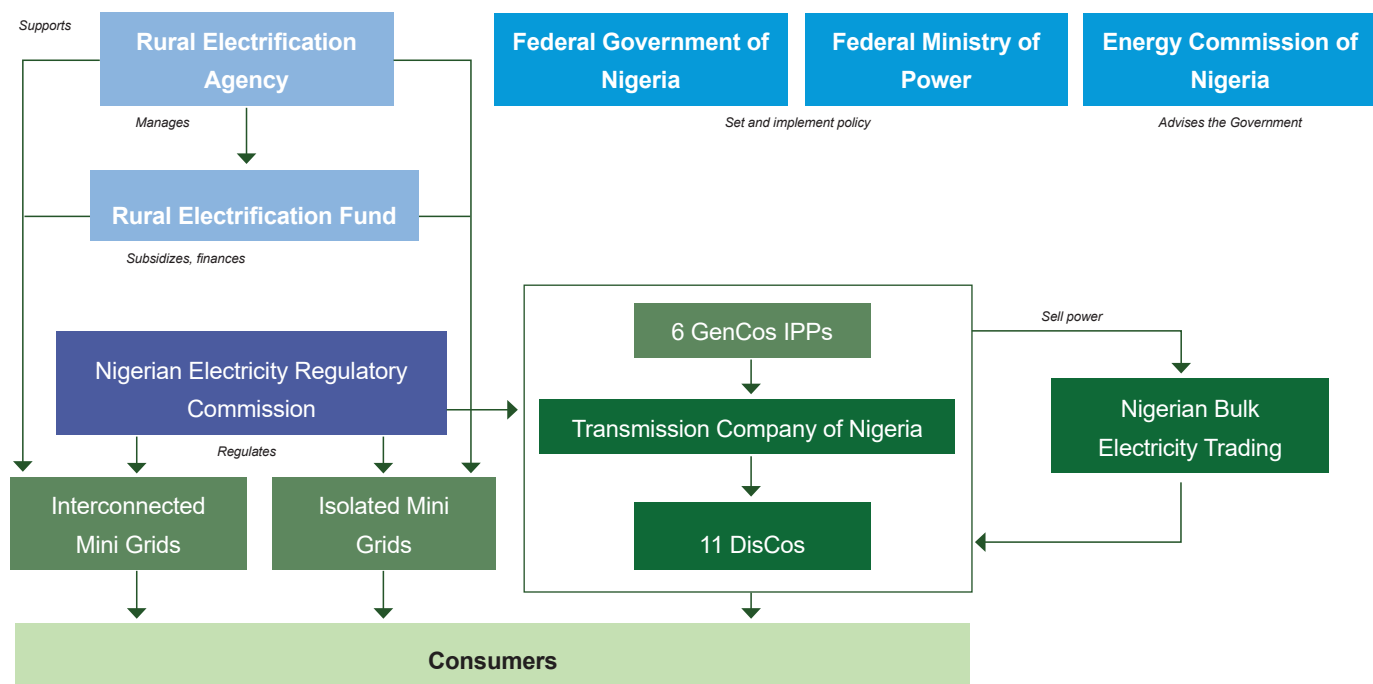 Supports
Rural Electrification
Agency
Federal Government of
Nigeria
Federal Ministry of
Power
Energy Commission of
Nigeria
Manages
Set and implement policy
Advises the Government
Rural Electrification Fund
Subsidizes, finances
6 GenCos IPPs
Sell power
Nigerian Electricity Regulatory
Commission
Transmission Company of Nigeria
Nigerian Bulk
Electricity Trading
Regulates
Interconnected
Mini Grids
Isolated Mini
Grids
11 DisCos
Consumers